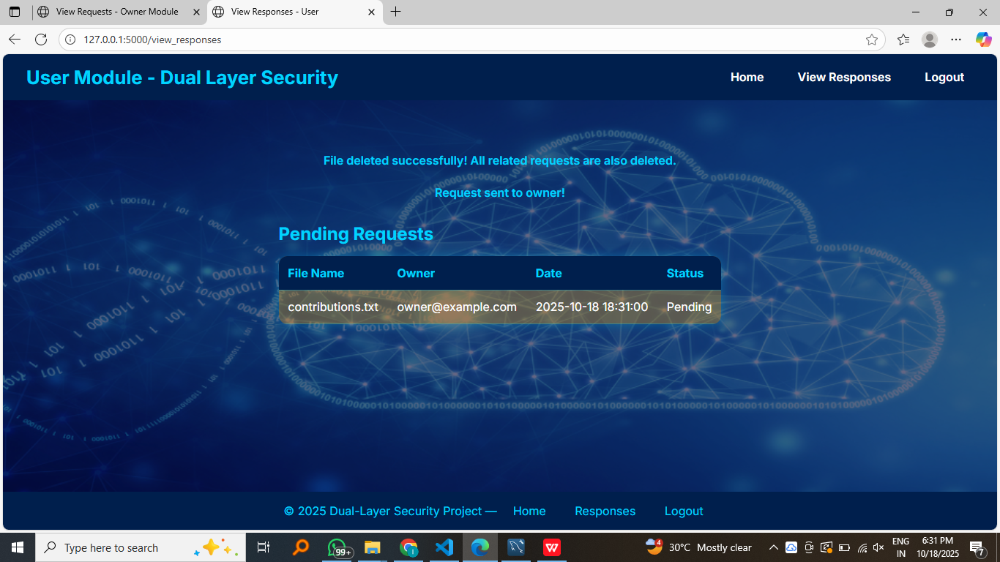 View Requests - Owner Module
View Responses - User
127.0.0.1:5000/view_responses
User Module - Dual Layer Security
Home
View Responses
Logout
File deleted successfully! All related requests are also deleted.
Request sent to owner!
Pending Requests
File Name Owner Date Status
contributions.txt owner@example.com 2025-10-18 18:31:00 Pending
© 2025 Dual-Layer Security Project — Home Responses Logout
Type here to search
99+
4
30°C Mostly clear
ENG
IN
6:31 PM
10/18/2025
7